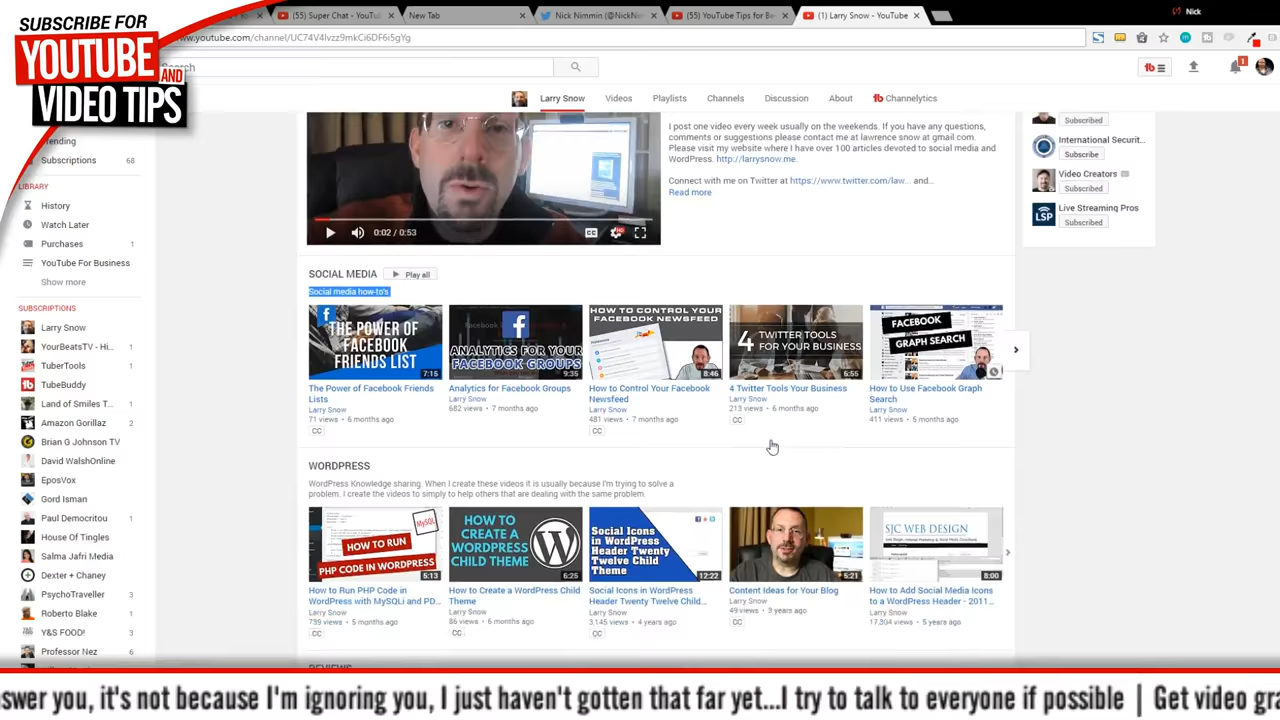 SUBSCRIBE FOR
YOUTUBE
AND
VIDEO TIPS
(55) Super Chat - YouTu
New Tab
Nick Nimmin (@NickNi
(55) YouTube Tips for Be
(1) Larry Snow - YouTube
Nick
www.youtube.com/channel/
Search
Larry Snow
Videos
Playlists
Channels
Discussion
About
Channelytics
Trending
Subscriptions 68
LIBRARY
History
Watch Later
Purchases 1
YouTube For Business
Show more
SUBSCRIPTIONS
Larry Snow
YourBeatsTV - Hi... 1
TuberTools 1
TubeBuddy
Land of Smiles T... 1
Amazon Gorillaz 2
Brian G Johnson TV
David WalshOnline
EposVox
Gord Isman
Paul Democritou 1
House Of Tingles
Salma Jafri Media
Dexter + Chaney
PsychoTraveller 3
Roberto Blake 1
Y&S FOOD! 3
Professor Nez 6
0:02 / 0:53
I post one video every week usually on the weekends. If you have any questions,
comments or suggestions please contact me at lawrence snow at gmail com.
Please visit my website where I have over 100 articles devoted to social media and
WordPress. http://larrysnow.me.
Connect with me on Twitter at https://www.twitter.com/law... and...
Read more
Subscribed
International Securit...
Subscribe
Video Creators
Subscribed
Live Streaming Pros
LSP
Subscribed
SOCIAL MEDIA Play all
Social media how-to's
THE POWER OF
FACEBOOK
FRIENDS LIST
7:15
The Power of Facebook Friends
Lists
Larry Snow
71 views • 6 months ago
CC
ANALYTICS FOR YOUR
FACEBOOK GROUPS
9:55
Analytics for Facebook Groups
Larry Snow
682 views • 7 months ago
HOW TO CONTROL YOUR
FACEBOOK NEWSFEED
8:46
How to Control Your Facebook
Newsfeed
Larry Snow
481 views • 7 months ago
CC
4 TWITTER TOOLS
FOR YOUR BUSINESS
6:55
4 Twitter Tools Your Business
Larry Snow
213 views • 6 months ago
CC
FACEBOOK
GRAPH SEARCH
How to Use Facebook Graph
Search
Larry Snow
411 views • 5 months ago
WORDPRESS
WordPress Knowledge sharing. When I create these videos it is usually because I'm trying to solve a
problem. I create the videos to simply to help others that are dealing with the same problem.
MySQL
HOW TO RUN
PHP CODE IN WORDPRESS
5:13
How to Run PHP Code in
WordPress with MySQLi and PD...
Larry Snow
799 views • 5 months ago
CC
HOW TO
CREATE A
WORDPRESS
CHILD THEME
6:25
How to Create a WordPress Child
Theme
Larry Snow
86 views • 6 months ago
CC
Social Icons
in WordPress
Header Twenty
Twelve Child
Theme
12:22
Social Icons in WordPress
Header Twenty Twelve Child...
Larry Snow
3,145 views • 4 years ago
CC
5:21
Content Ideas for Your Blog
Larry Snow
49 views • 3 years ago
CC
SJC WEB DESIGN
8:00
How to Add Social Media Icons
to a WordPress Header - 2011...
Larry Snow
17,304 views • 5 years ago
REVIEWS
swer you, it's not because I'm ignoring you, I just haven't gotten that far yet...I try to talk to everyone if possible | Get video gra